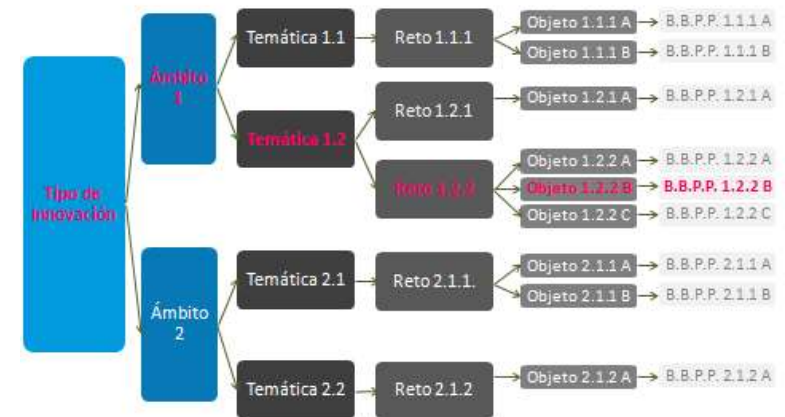 Tipo de
innovación
Ámbito
1
Temática 1.1
Reto 1.1.1
Objeto 1.1.1 A
B.B.P.P. 1.1.1 A
Objeto 1.1.1 B
B.B.P.P. 1.1.1 B
Temática 1.2
Reto 1.2.1
Objeto 1.2.1 A
B.B.P.P. 1.2.1 A
Reto 1.2.2
Objeto 1.2.2 A
B.B.P.P. 1.2.2 A
Objeto 1.2.2 B
B.B.P.P. 1.2.2 B
Objeto 1.2.2 C
B.B.P.P. 1.2.2 C
Ámbito
2
Temática 2.1
Reto 2.1.1.
Objeto 2.1.1 A
B.B.P.P. 2.1.1 A
Objeto 2.1.1 B
B.B.P.P. 2.1.1 B
Temática 2.2
Reto 2.1.2
Objeto 2.1.2 A
B.B.P.P. 2.1.2 A